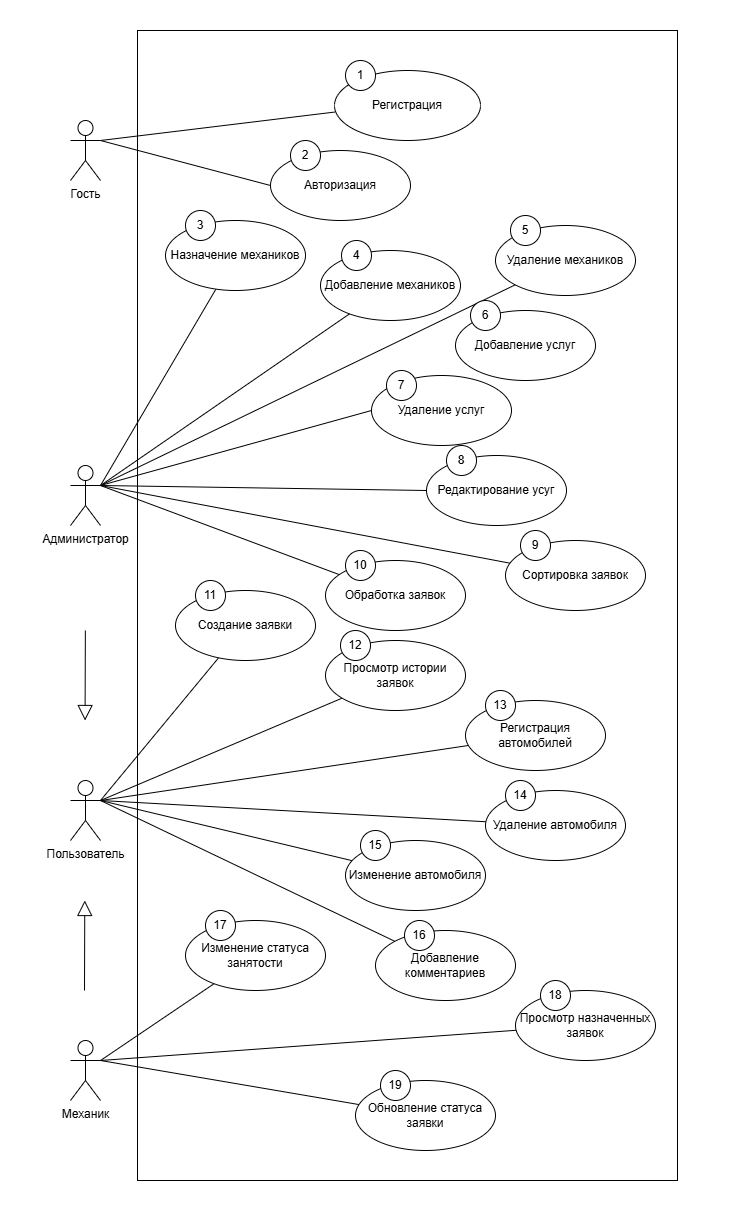 1
Регистрация
Гость
2
Авторизация
3
Назначение механиков
4
Добавление механиков
5
Удаление механиков
6
Добавление услуг
7
Удаление услуг
8
Редактирование усуг
Администратор
9
Сортировка заявок
10
Обработка заявок
11
Создание заявки
12
Просмотр истории
заявок
13
Регистрация
автомобилей
14
Удаление автомобиля
Пользователь
15
Изменение автомобиля
16
Добавление
комментариев
17
Изменение статуса
занятости
18
Просмотр назначенных
заявок
19
Обновление статуса
заявки
Механик